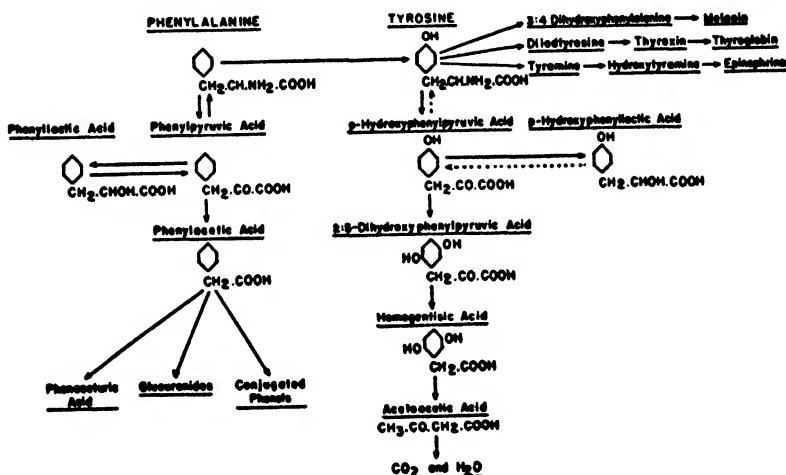 PHENYLALANINE
TYROSINE
3:4 Dihydroxyphenylalanine Melanin
OH
Diiodtyrosine Thyroxin Thyroglobin
Tyramine Hydroxytyramine Epinephrine
CH2.CH.NH2.COOH
CH2CH.NH2.COOH
Phenyllactic Acid Phenylpyruvic Acid
p-Hydroxyphenylpyruvic Acid p-Hydroxyphenyllactic Acid
OH OH
CH2.CHOH.COOH CH2.CO.COOH
CH2.CO.COOH CH2.CHOH.COOH
Phenylacetic Acid
2:5-Dihydroxyphenylpyruvic Acid
HO OH
CH2.COOH
CH2.CO.COOH
Homogentisic Acid
HO OH
CH2.COOH
Phenaceturic Acid
Glucuronides
Conjugated Phenols
Acetoacetic Acid
CH3.CO.CH2.COOH
CO2 and H2O